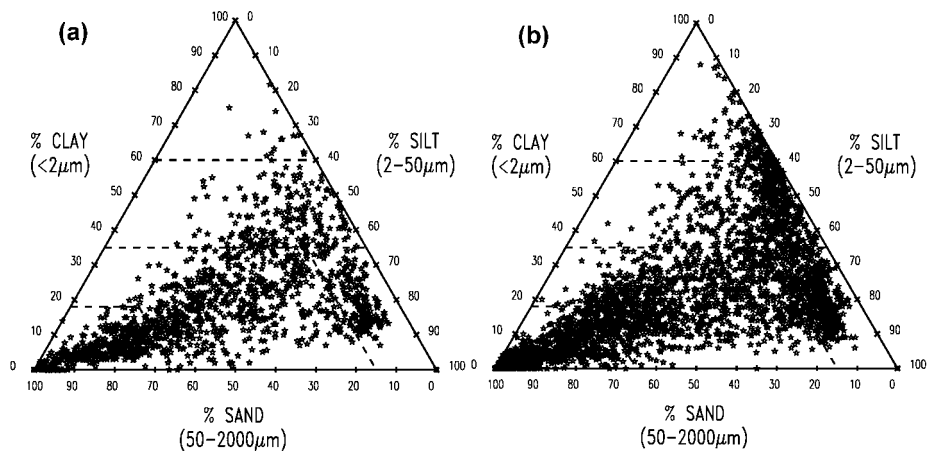 (a)
100 0
90 10
80 20
% CLAY
(<2μm)
70 30
% SILT
(2-50μm)
60 40
50 50
40 60
30 70
20 80
10 90
0 100
100 90 80 70 60 50 40 30 20 10 0
% SAND
(50-2000μm)
(b)
100 0
90 10
80 20
% CLAY
(<2μm)
70 30
% SILT
(2-50μm)
60 40
50 50
40 60
30 70
20 80
10 90
0 100
100 90 80 70 60 50 40 30 20 10 0
% SAND
(50-2000μm)